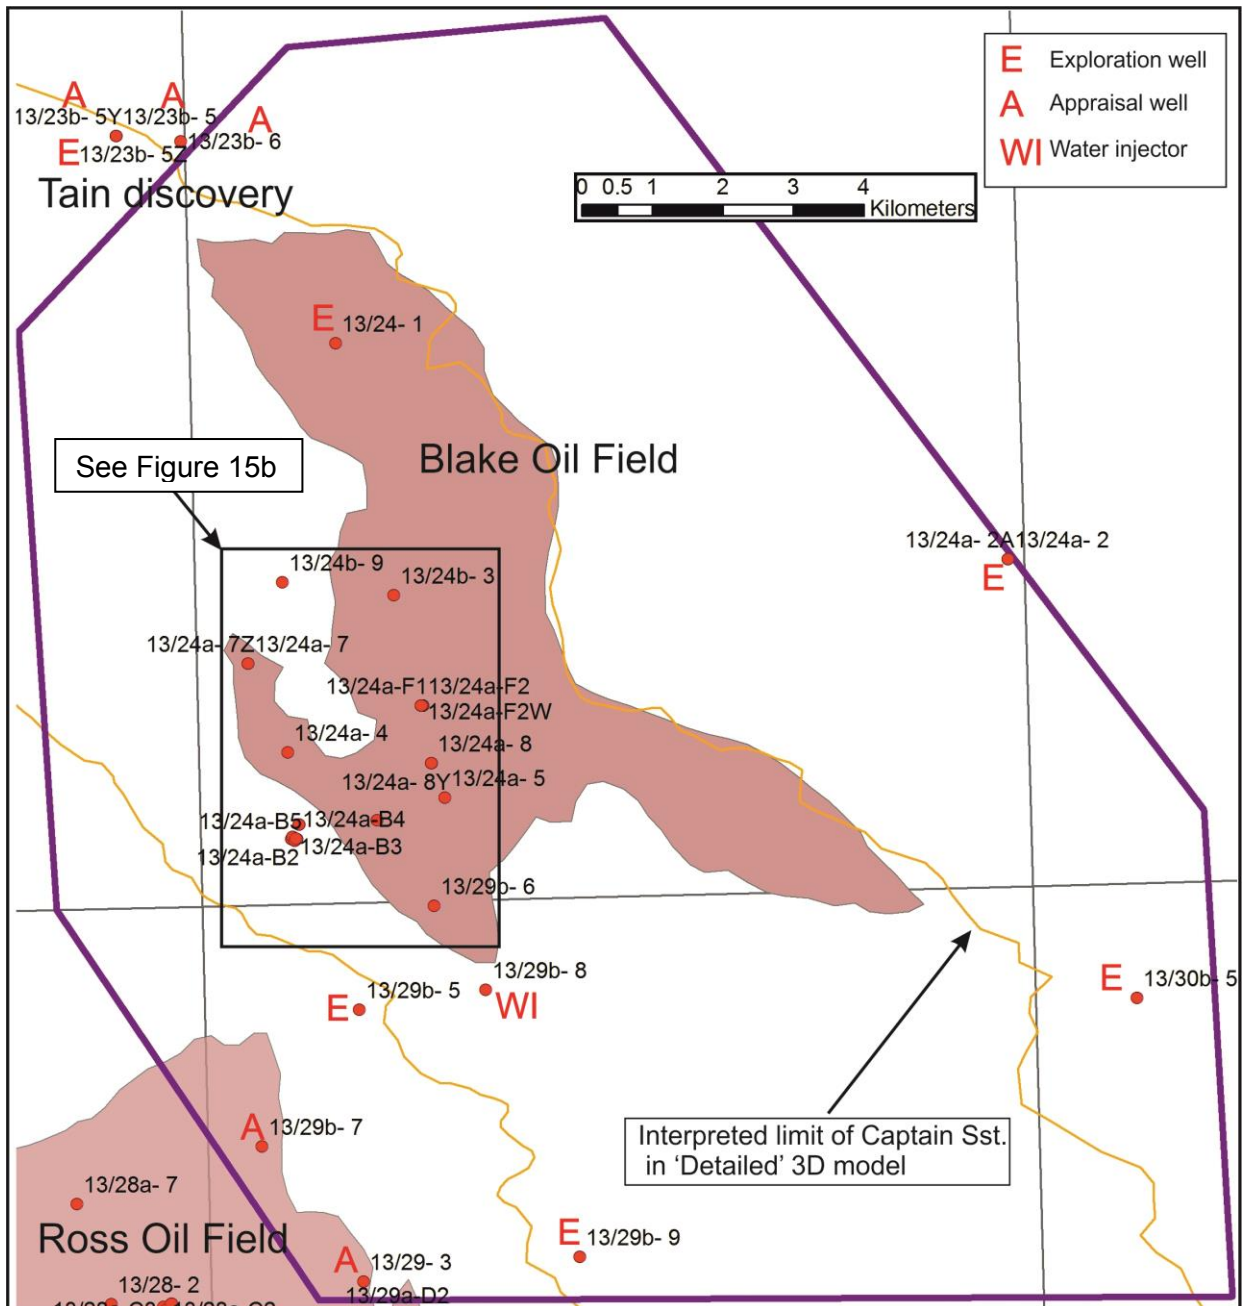 E Exploration well
A Appraisal well
WI Water injector
A A A
13/23b- 5Y13/23b- 5
13/23b- 6
E13/23b- 5Z
Tain discovery
0 0.5 1 2 3 4
Kilometers
E 13/24- 1
Blake Oil Field
See Figure 15b
13/24a- 2A13/24a- 2
E
13/24b- 9
13/24b- 3
13/24a- 7Z13/24a- 7
13/24a-F113/24a-F2
13/24a-F2W
13/24a- 4
13/24a- 8
13/24a- 8Y13/24a- 5
13/24a-B5 13/24a-B4
13/24a-B3
13/24a-B2
13/29b- 6
13/29b- 8
WI
E 13/29b- 5
E 13/30b- 5
Interpreted limit of Captain Sst.
in ‘Detailed’ 3D model
A 13/29b- 7
13/28a- 7
Ross Oil Field
E 13/29b- 9
A 13/29- 3
13/29a-D2
13/28- 2